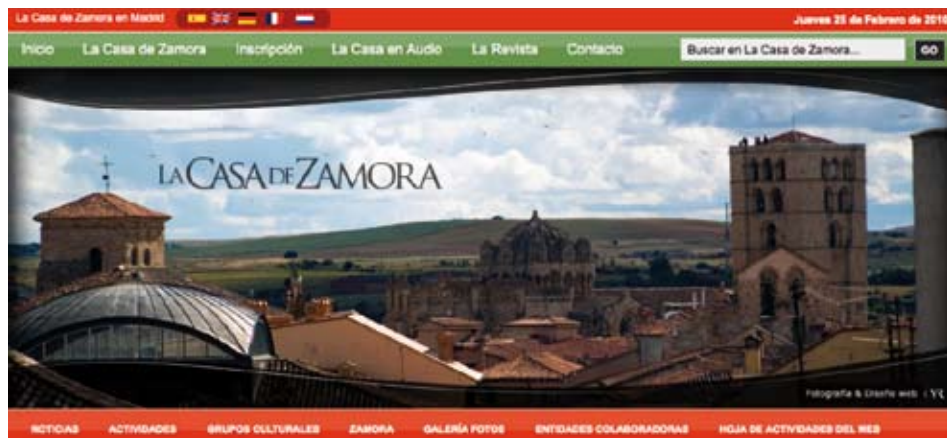 La Casa de Zamora en Madrid Jueves 25 de Febrero de 2010
Inicio La Casa de Zamora Inscripción La Casa en Audio La Revista Contacto Buscar en La Casa de Zamora... GO
LA CASA DE ZAMORA
Fotografía & Diseño web : YR
NOTICIAS ACTIVIDADES GRUPOS CULTURALES ZAMORA GALERÍA FOTOS ENTIDADES COLABORADORAS HOJA DE ACTIVIDADES DEL MES